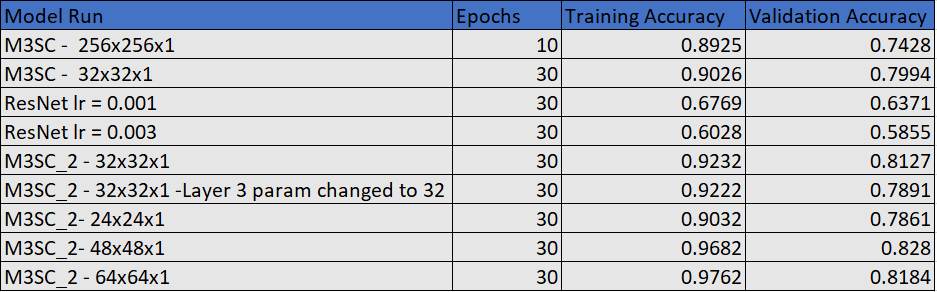 Model Run Epochs Training Accuracy Validation Accuracy
M3SC - 256x256x1 10 0.8925 0.7428
M3SC - 32x32x1 30 0.9026 0.7994
ResNet lr = 0.001 30 0.6769 0.6371
ResNet lr = 0.003 30 0.6028 0.5855
M3SC_2 - 32x32x1 30 0.9232 0.8127
M3SC_2 - 32x32x1 -Layer 3 param changed to 32 30 0.9222 0.7891
M3SC_2- 24x24x1 30 0.9032 0.7861
M3SC_2- 48x48x1 30 0.9682 0.828
M3SC_2 - 64x64x1 30 0.9762 0.8184